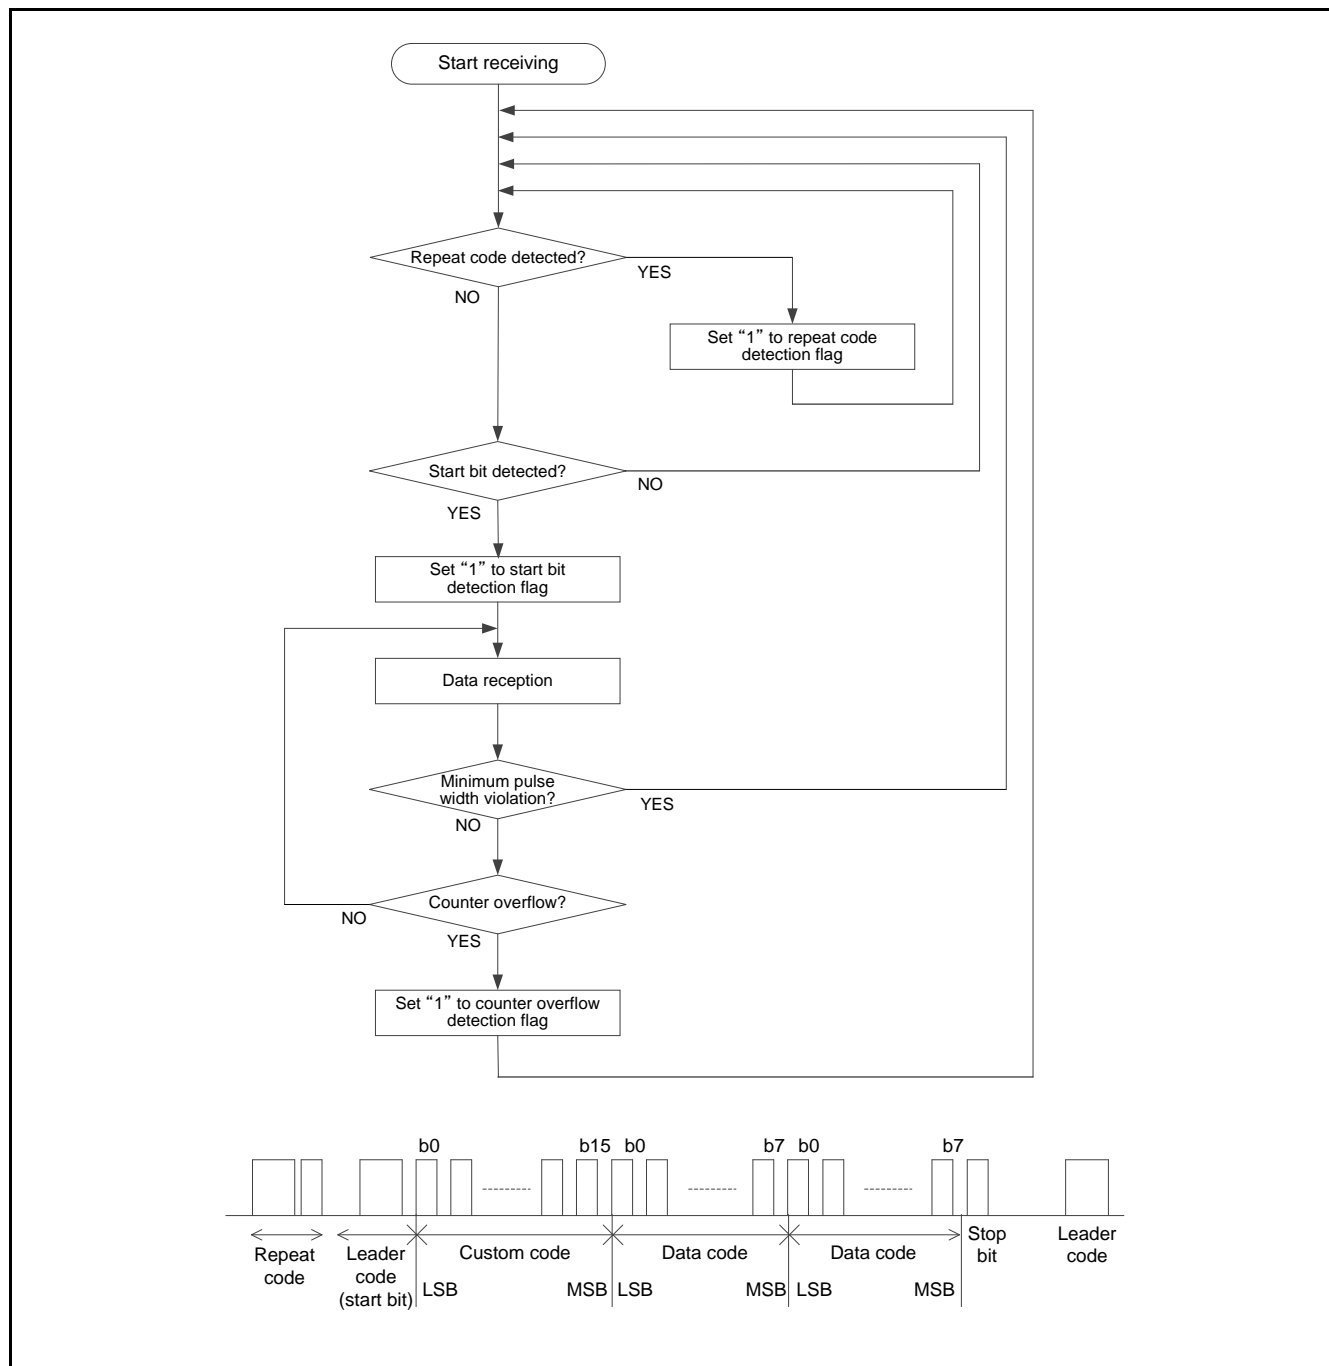 Start receiving
Repeat code detected?
YES
NO
Set “1” to repeat code
detection flag
Start bit detected?
NO
YES
Set “1” to start bit
detection flag
Data reception
Minimum pulse
width violation?
YES
NO
Counter overflow?
NO
YES
Set “1” to counter overflow
detection flag
b0 b15 b0 b7 b0 b7
Repeat
code
Leader
code
(start bit)
Custom code
Data code
Data code
Stop
bit
Leader
code
LSB MSB LSB MSB LSB MSB